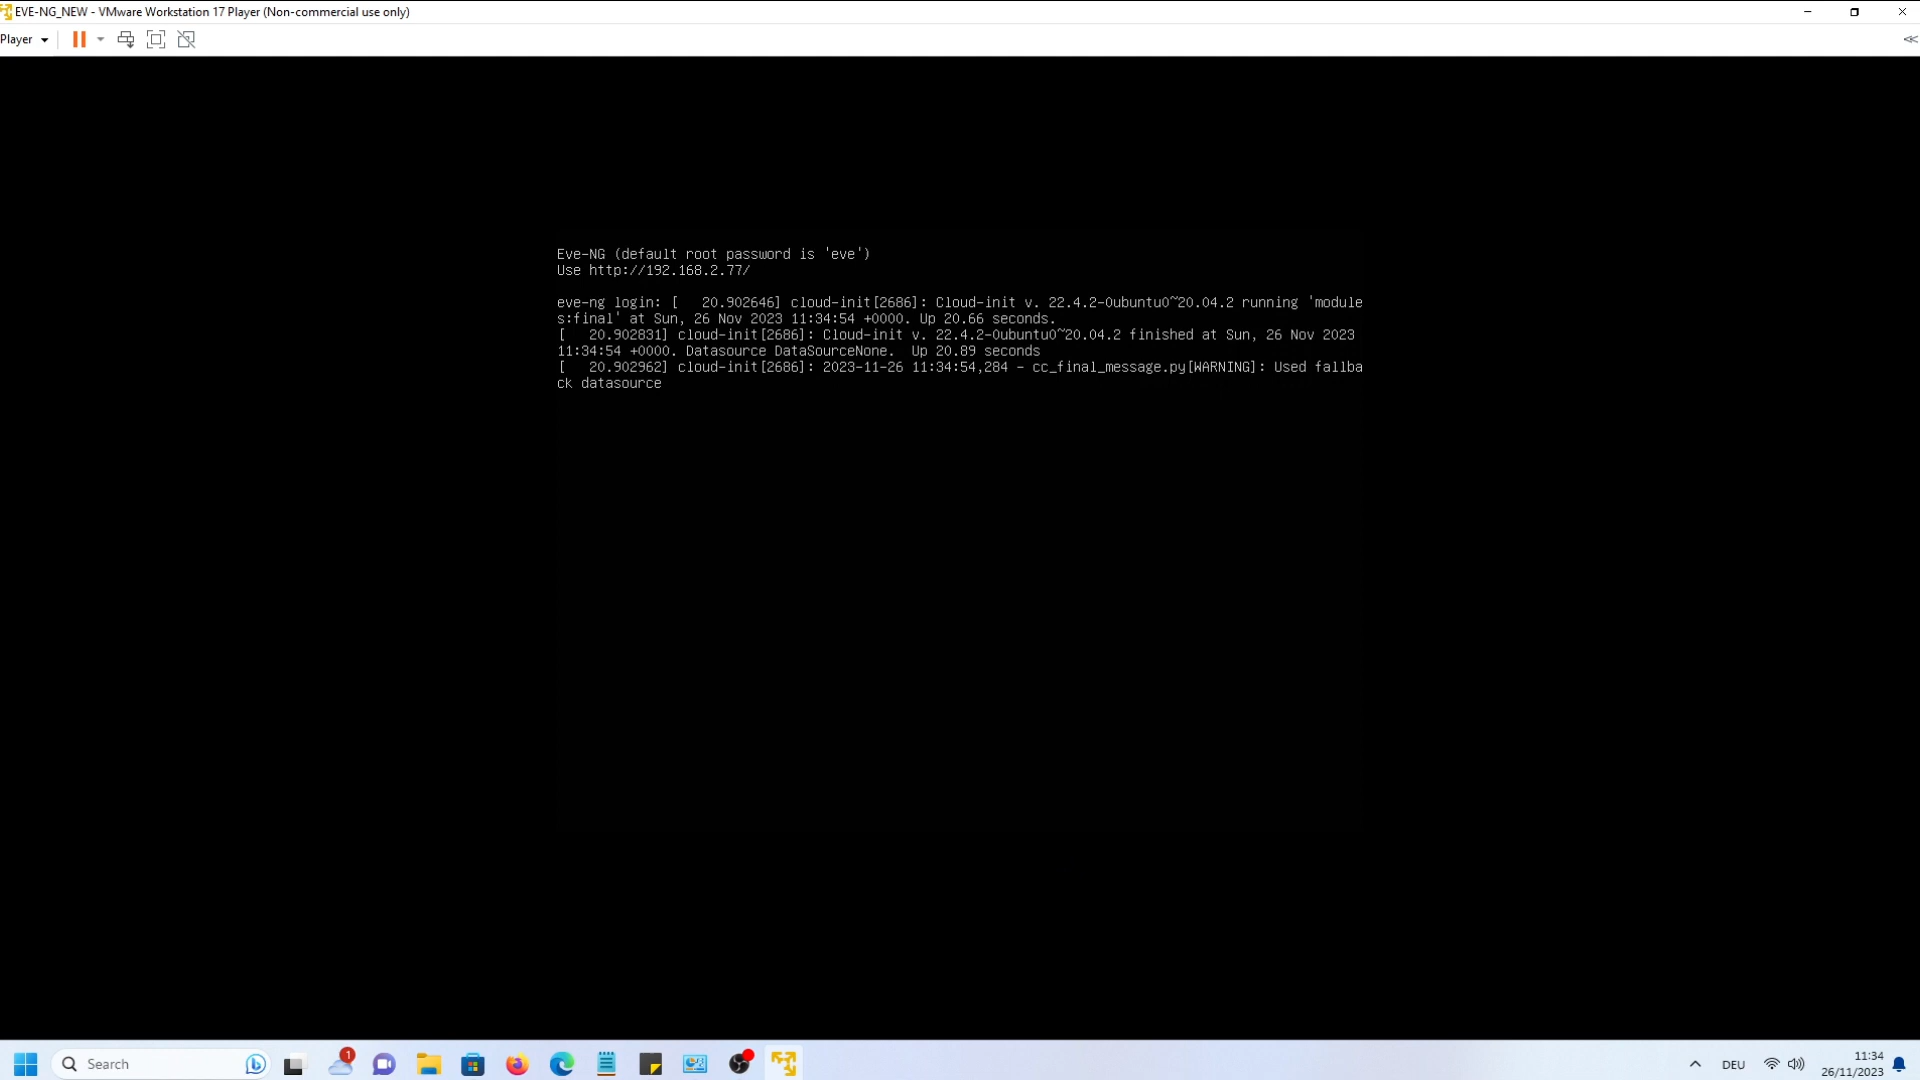 EVE-NG_NEW - VMware Workstation 17 Player (Non-commercial use only)
Player
Eve-NG (default root password is 'eve')
Use http://192.168.2.77/
eve-ng login: [   20.902646] cloud-init[2686]: Cloud-init v. 22.4.2-0ubuntu0~20.04.2 running 'module
s:final' at Sun, 26 Nov 2023 11:34:54 +0000. Up 20.66 seconds.
[   20.902831] cloud-init[2686]: Cloud-init v. 22.4.2-0ubuntu0~20.04.2 finished at Sun, 26 Nov 2023
11:34:54 +0000. Datasource DataSourceNone.  Up 20.89 seconds
[   20.902962] cloud-init[2686]: 2023-11-26 11:34:54,284 - cc_final_message.py[WARNING]: Used fallba
ck datasource
Search
1
DEU
11:34
26/11/2023